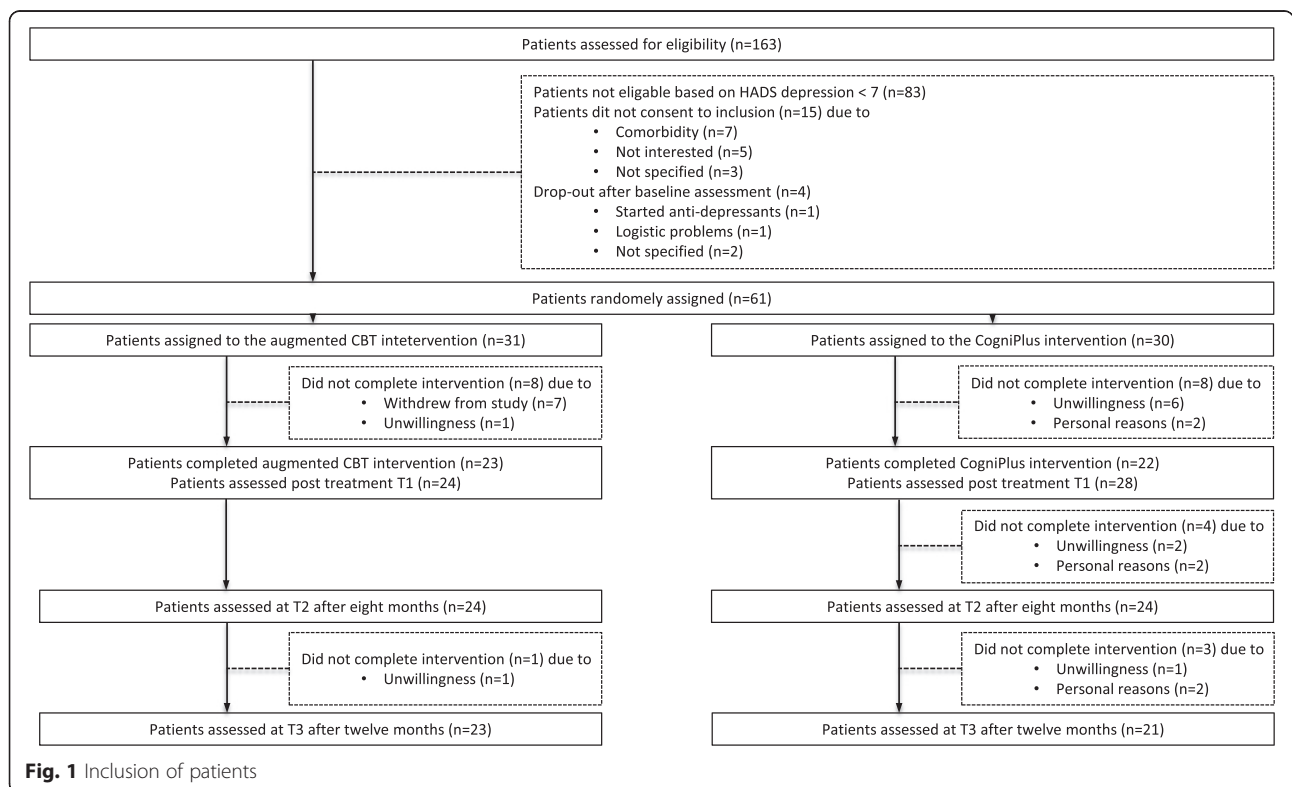 Patients assessed for eligibility (n=163)
Patients not eligable based on HADS depression < 7 (n=83)
Patients dit not consent to inclusion (n=15) due to
• Comorbidity (n=7)
• Not interested (n=5)
• Not specified (n=3)
Drop-out after baseline assessment (n=4)
• Started anti-depressants (n=1)
• Logistic problems (n=1)
• Not specified (n=2)
Patients randomely assigned (n=61)
Patients assigned to the augmented CBT intetervention (n=31)
Patients assigned to the CogniPlus intervention (n=30)
Did not complete intervention (n=8) due to
• Withdrew from study (n=7)
• Unwillingness (n=1)
Did not complete intervention (n=8) due to
• Unwillingness (n=6)
• Personal reasons (n=2)
Patients completed augmented CBT intervention (n=23)
Patients assessed post treatment T1 (n=24)
Patients completed CogniPlus intervention (n=22)
Patients assessed post treatment T1 (n=28)
Did not complete intervention (n=4) due to
• Unwillingness (n=2)
• Personal reasons (n=2)
Patients assessed at T2 after eight months (n=24)
Patients assessed at T2 after eight months (n=24)
Did not complete intervention (n=1) due to
• Unwillingness (n=1)
Did not complete intervention (n=3) due to
• Unwillingness (n=1)
• Personal reasons (n=2)
Patients assessed at T3 after twelve months (n=23)
Patients assessed at T3 after twelve months (n=21)
Fig. 1 Inclusion of patients